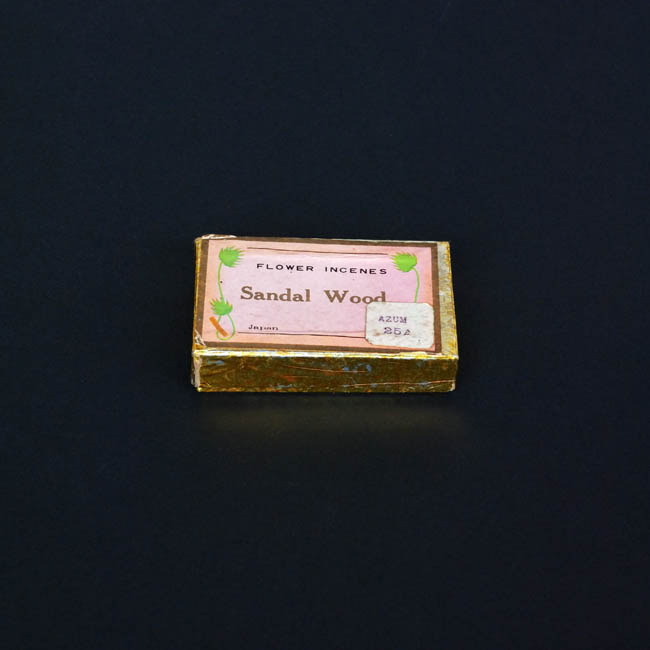 FLOWER INCENES
Sandal Wood
Japan
AZUM
25A